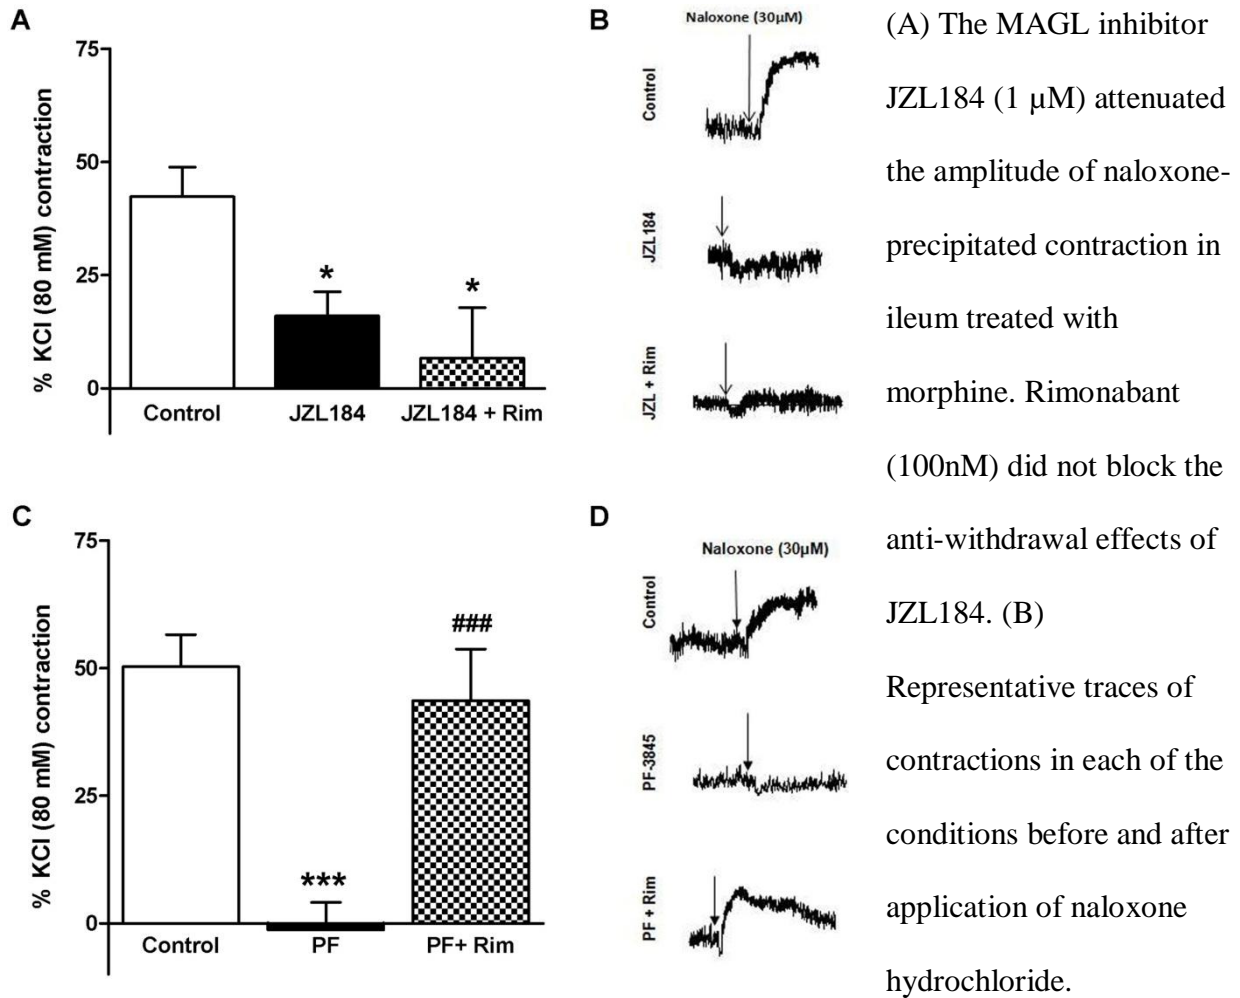 A
75
50
25
0
% KCl (80 mM) contraction
*
*
Control
JZL184
JZL184 + Rim
B
Naloxone (30µM)
Control
JZL184
JZL + Rim
C
75
50
25
0
% KCl (80 mM) contraction
***
###
Control
PF
PF+ Rim
D
Naloxone (30µM)
Control
PF-3845
PF + Rim
(A) The MAGL inhibitor
JZL184 (1 µM) attenuated
the amplitude of naloxone-
precipitated contraction in
ileum treated with
morphine. Rimonabant
(100nM) did not block the
anti-withdrawal effects of
JZL184. (B)
Representative traces of
contractions in each of the
conditions before and after
application of naloxone
hydrochloride.